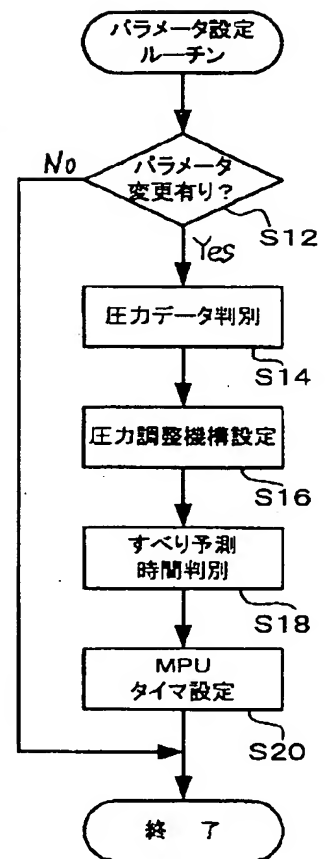 パラメータ設定
ルーチン
パラメータ
変更有り?
No
S12
Yes
圧力データ判別
S14
圧力調整機構設定
S16
すべり予測
時間判別
S18
MPU
タイマ設定
S20
終 了